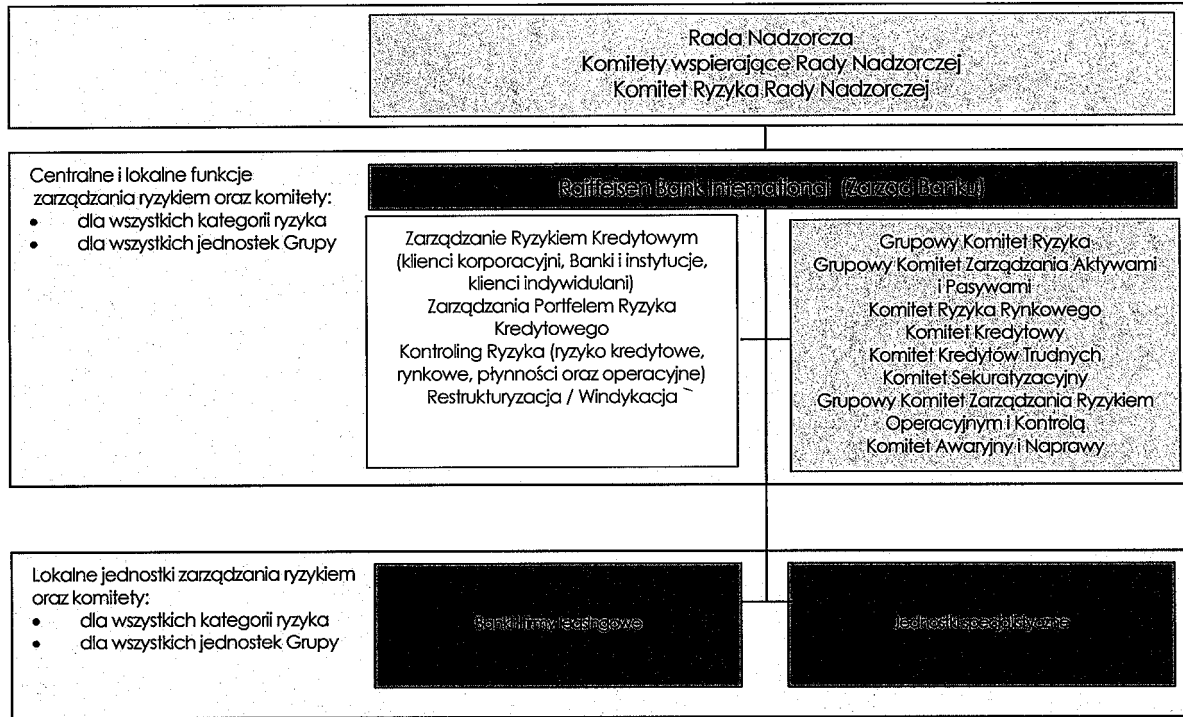 Rada Nadzorcza
Komitety wspierające Rady Nadzorczej
Komitet Ryzyka Rady Nadzorczej
Centralne i lokalne funkcje
zarządzania ryzykiem oraz komitety:
• dla wszystkich kategorii ryzyka
• dla wszystkich jednostek Grupy
Raiffeisen Bank International (Zarząd Banku)
Zarządzanie Ryzykiem Kredytowym
(klienci korporacyjni, Banki i instytucje,
klienci indywidulani)
Zarządzania Portfelem Ryzyka
Kredytowego
Kontroling Ryzyka (ryzyko kredytowe,
rynkowe, płynności oraz operacyjne)
Restrukturyzacja / Windykacja
Grupowy Komitet Ryzyka
Grupowy Komitet Zarządzania Aktywami
i Pasywami
Komitet Ryzyka Rynkowego
Komitet Kredytowy
Komitet Kredytów Trudnych
Komitet Sekuratyzacyjny
Grupowy Komitet Zarządzania Ryzykiem
Operacyjnym i Kontrolą
Komitet Awaryjny i Naprawy
Lokalne jednostki zarządzania ryzykiem
oraz komitety:
• dla wszystkich kategorii ryzyka
• dla wszystkich jednostek Grupy
Banki i firmy leasingowe
Jednostki specjalistyczne